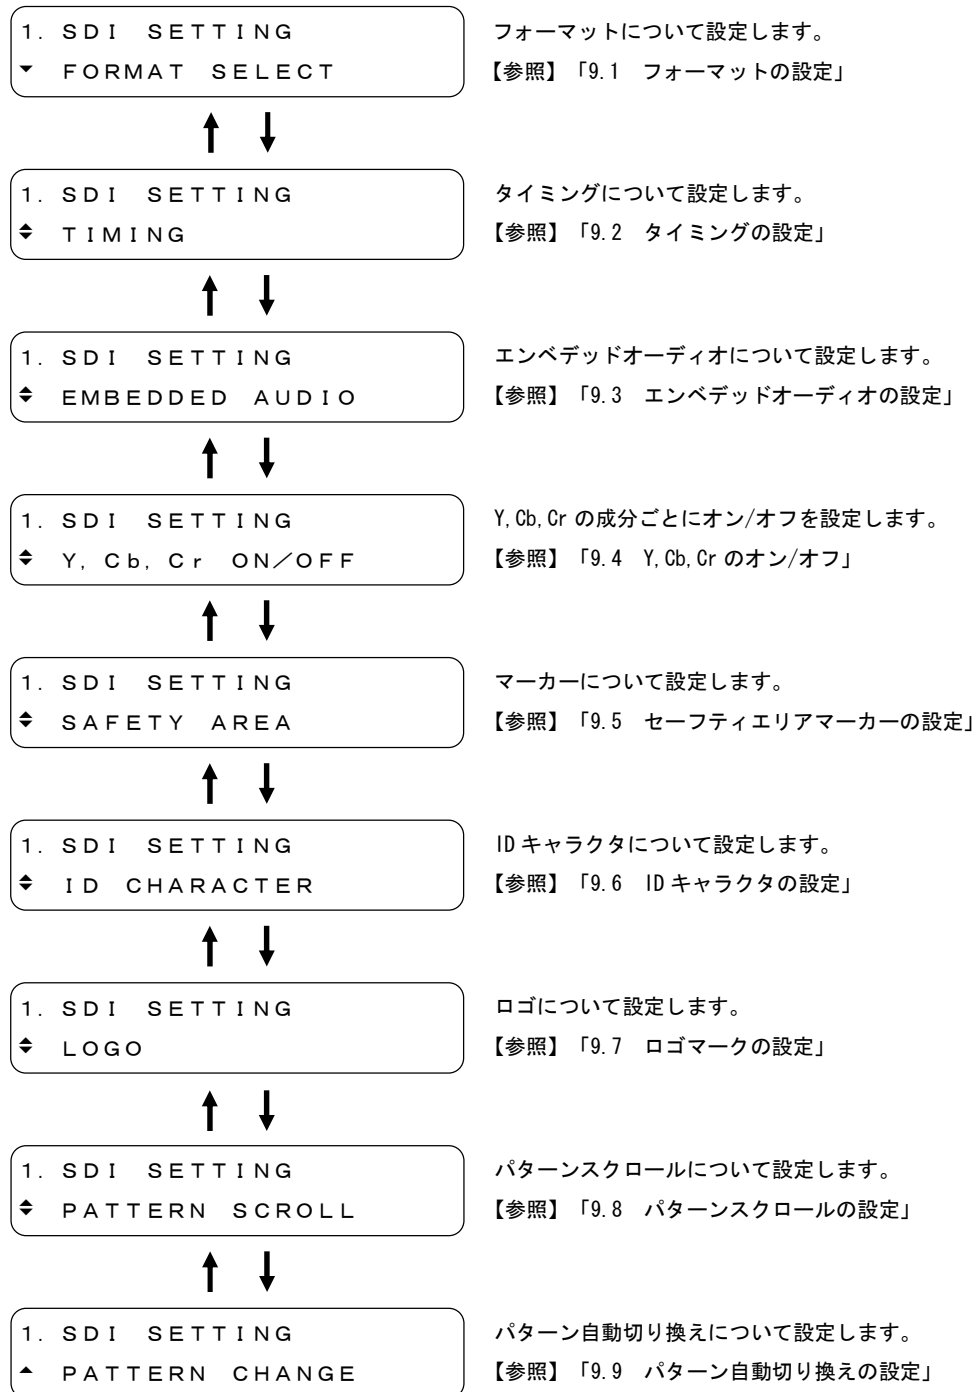 1. SDI SETTING
FORMAT SELECT
フォーマットについて設定します。
【参照】「9.1 フォーマットの設定」
1. SDI SETTING
TIMING
タイミングについて設定します。
【参照】「9.2 タイミングの設定」
1. SDI SETTING
EMBEDDED AUDIO
エンベデッドオーディオについて設定します。
【参照】「9.3 エンベデッドオーディオの設定」
1. SDI SETTING
Y, Cb, Cr ON/OFF
Y,Cb,Cr の成分ごとにオン/オフを設定します。
【参照】「9.4 Y,Cb,Cr のオン/オフ」
1. SDI SETTING
SAFETY AREA
マーカーについて設定します。
【参照】「9.5 セーフティエリアマーカーの設定」
1. SDI SETTING
ID CHARACTER
ID キャラクタについて設定します。
【参照】「9.6 ID キャラクタの設定」
1. SDI SETTING
LOGO
ロゴについて設定します。
【参照】「9.7 ロゴマークの設定」
1. SDI SETTING
PATTERN SCROLL
パターンスクロールについて設定します。
【参照】「9.8 パターンスクロールの設定」
1. SDI SETTING
PATTERN CHANGE
パターン自動切り換えについて設定します。
【参照】「9.9 パターン自動切り換えの設定」